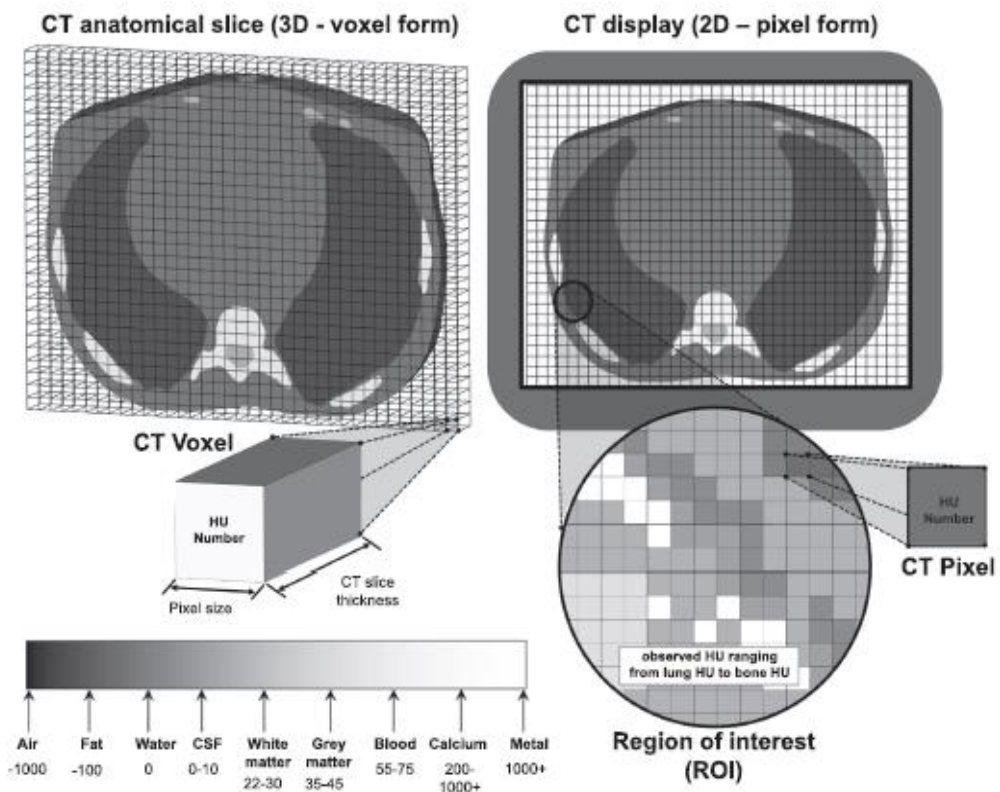 CT anatomical slice (3D - voxel form)
CT display (2D – pixel form)
CT Voxel
HU
Number
Pixel size
CT slice
thickness
HU
Number
CT Pixel
observed HU ranging
from lung HU to bone HU
Region of interest
(ROI)
Air
-1000
Fat
-100
Water
0
CSF
0-10
White
matter
22-30
Grey
matter
35-45
Blood
55-75
Calcium
200-
1000+
Metal
1000+